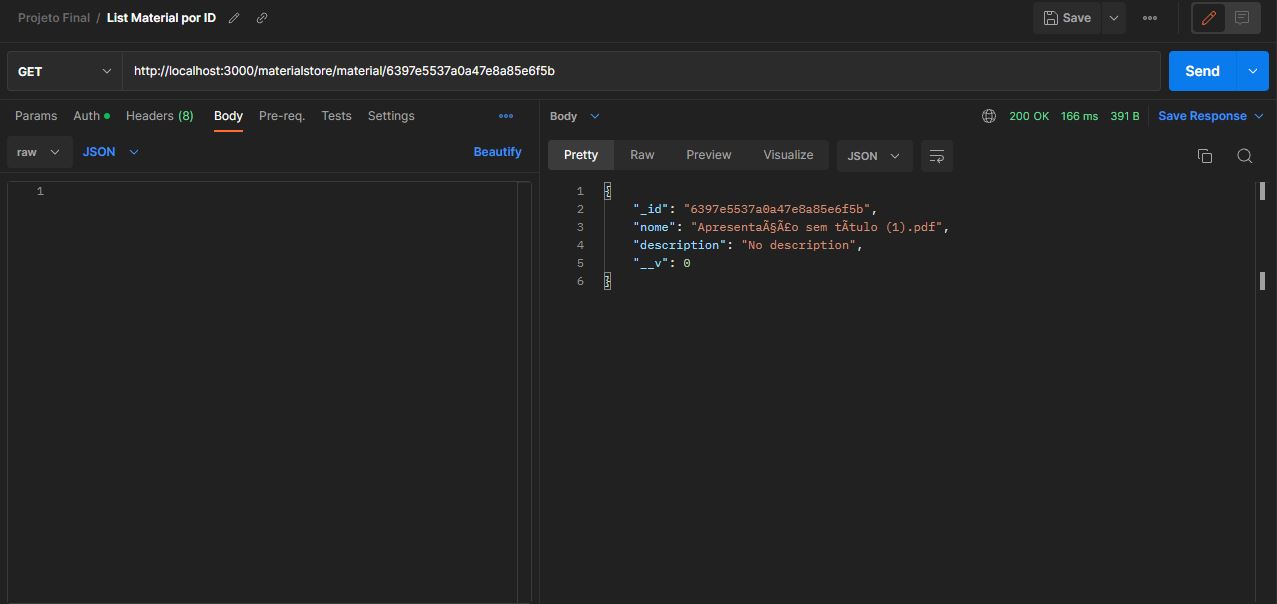 Projeto Final / List Material por ID
Save
GET
http://localhost:3000/materialstore/material/6397e5537a0a47e8a85e6f5b
Send
Params Auth Headers (8) Body Pre-req. Tests Settings
Body
200 OK 166 ms 391 B Save Response
raw JSON Beautify
Pretty Raw Preview Visualize JSON
1
1 {
2 "_id": "6397e5537a0a47e8a85e6f5b",
3 "nome": "ApresentaÃ§Ã£o sem tÃ­tulo (1).pdf",
4 "description": "No description",
5 "__v": 0
6 }